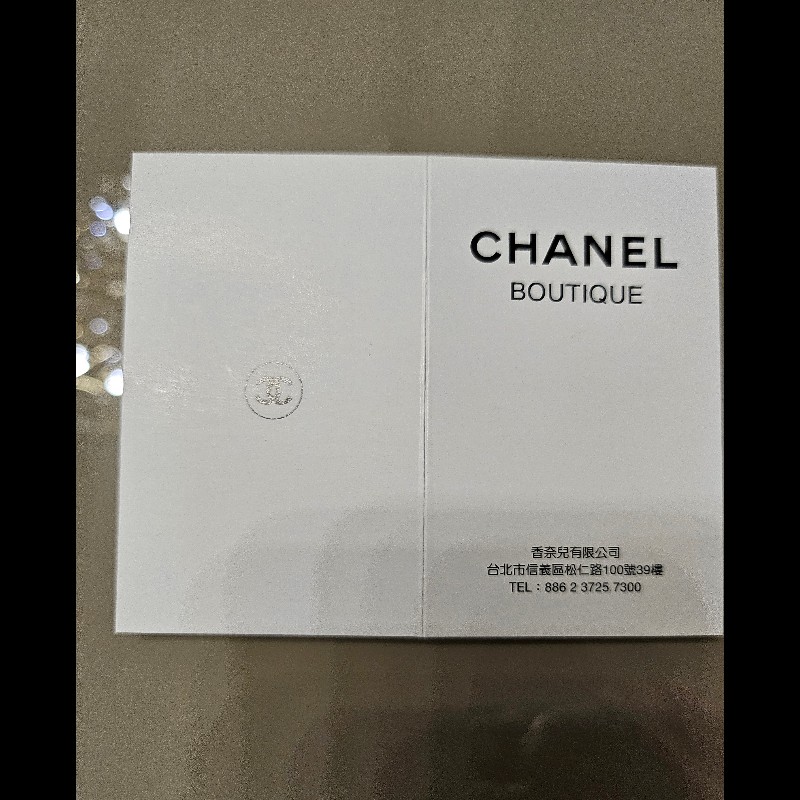 CHANEL
BOUTIQUE
香奈兒有限公司
台北市信義區松仁路100號39樓
TEL：886 2 3725 7300